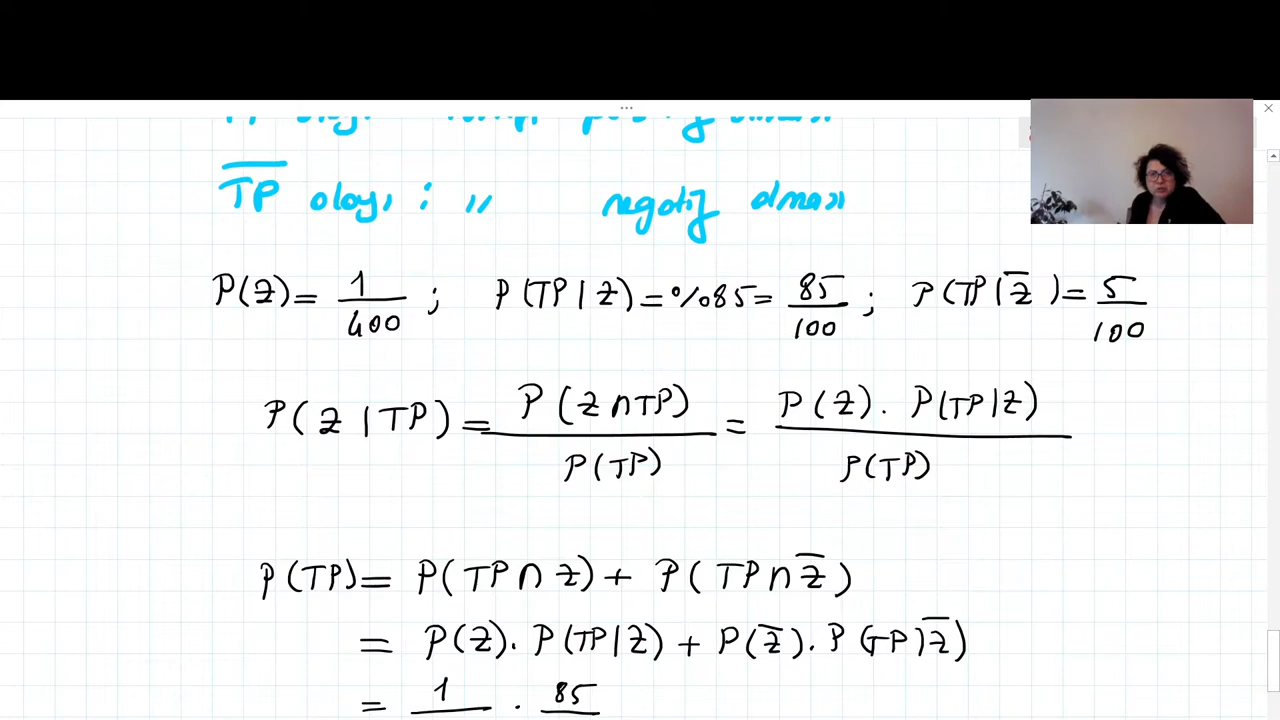 TP olayı : " negatif olması
P(Z) = 1/400 ; P(TP|Z) = %85 = 85/100 ; P(TP|Z̅) = 5/100
P(Z|TP) = P(Z∩TP)/P(TP) = P(Z). P(TP|Z)/P(TP)
P(TP) = P(TP∩Z) + P(TP∩Z̅)
= P(Z). P(TP|Z) + P(Z̅). P(TP|Z̅)
= 1 . 85